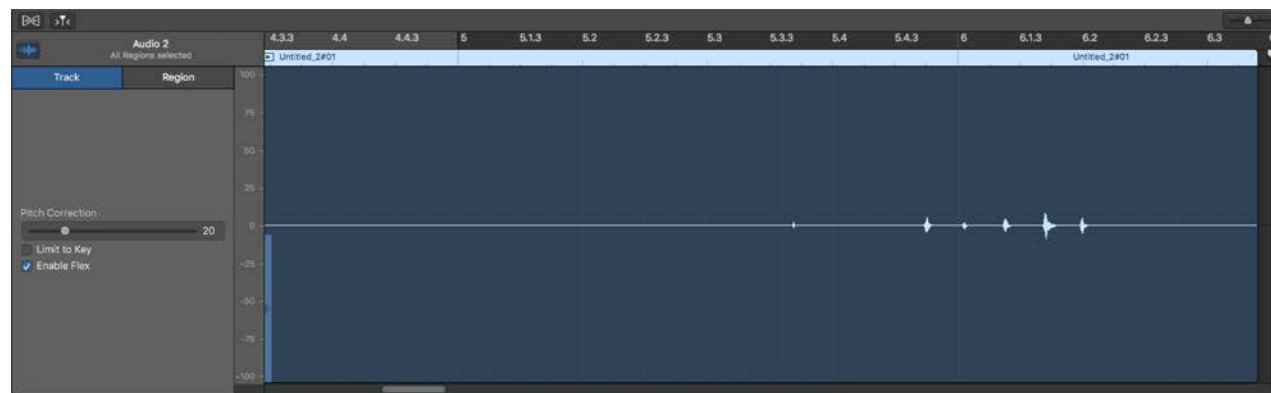 4.3.3 4.4 4.4.3 5 5.1.3 5.2 5.2.3 5.3 5.3.3 5.4 5.4.3 6 6.1.3 6.2 6.2.3 6.3
Audio 2
All Regions selected
Untitled_2#01 Untitled_2#01
Track Region
100
75
50
25
Pitch Correction
20 0
Limit to Key
Enable Flex
-25
-50
-75
-100